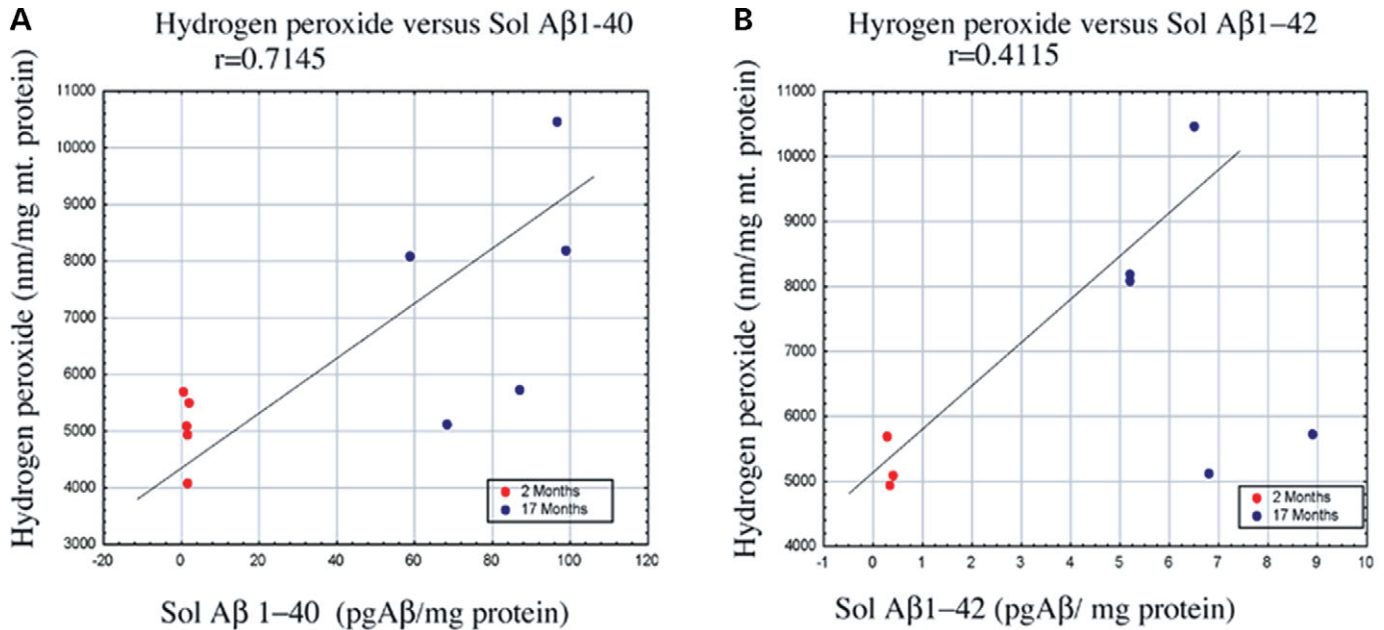 A
Hydrogen peroxide versus Sol Aβ1-40
r=0.7145
Hydrogen peroxide (nm/mg mt. protein)
11000
10000
9000
8000
7000
6000
5000
4000
3000
-20
0
20
40
60
80
100
120
2 Months
17 Months
Sol Aβ 1–40 (pgAβ/mg protein)
B
Hyrogen peroxide versus Sol Aβ1–42
r=0.4115
Hydrogen peroxide (nm/mg mt. protein)
11000
10000
9000
8000
7000
6000
5000
4000
-1
0
1
2
3
4
5
6
7
8
9
10
2 Months
17 Months
Sol Aβ1–42 (pgAβ/ mg protein)